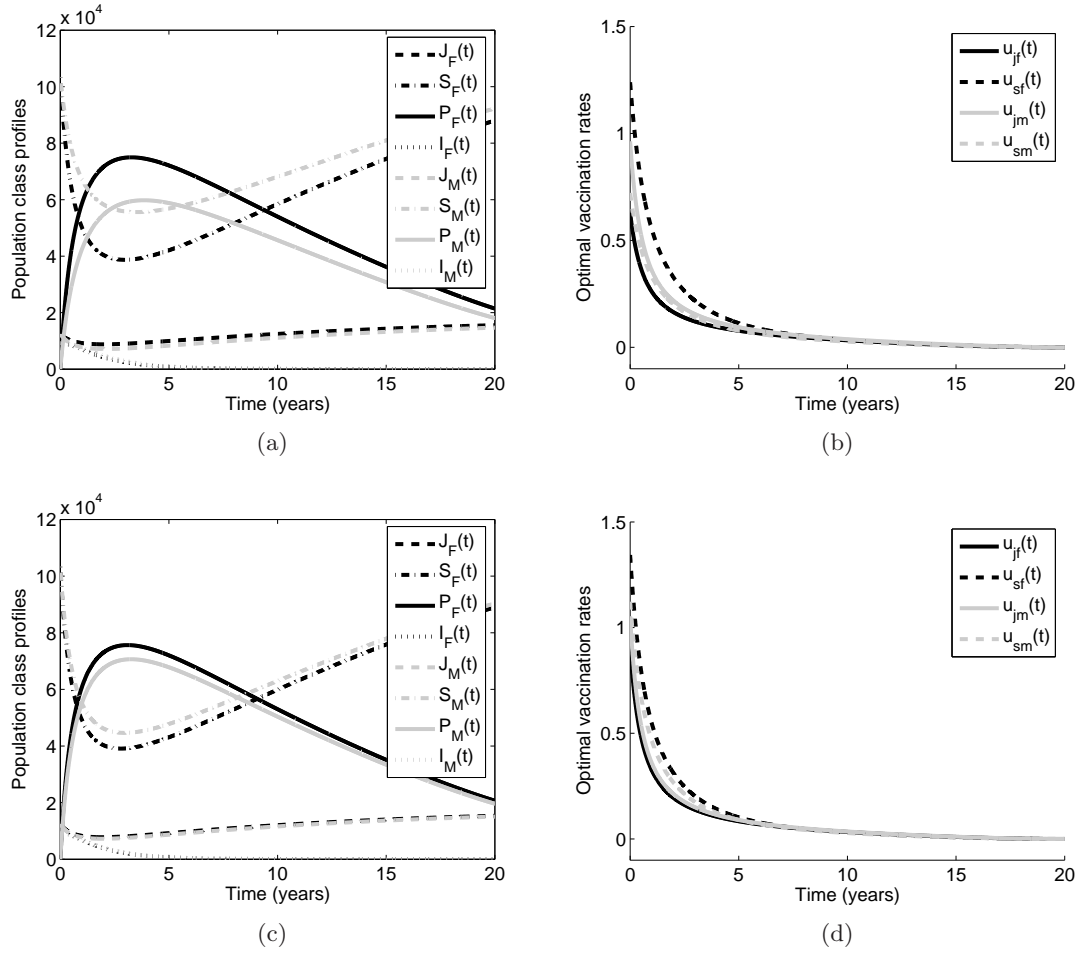 x 10^4
12
10
8
6
4
2
0
0 5 10 15 20
Population class profiles
Time (years)
J_F(t)
S_F(t)
P_F(t)
I_F(t)
J_M(t)
S_M(t)
P_M(t)
I_M(t)
(a)
1.5
1
0.5
0
0 5 10 15 20
Optimal vaccination rates
Time (years)
u_jf(t)
u_sf(t)
u_jm(t)
u_sm(t)
(b)
x 10^4
12
10
8
6
4
2
0
0 5 10 15 20
Population class profiles
Time (years)
J_F(t)
S_F(t)
P_F(t)
I_F(t)
J_M(t)
S_M(t)
P_M(t)
I_M(t)
(c)
1.5
1
0.5
0
0 5 10 15 20
Optimal vaccination rates
Time (years)
u_jf(t)
u_sf(t)
u_jm(t)
u_sm(t)
(d)